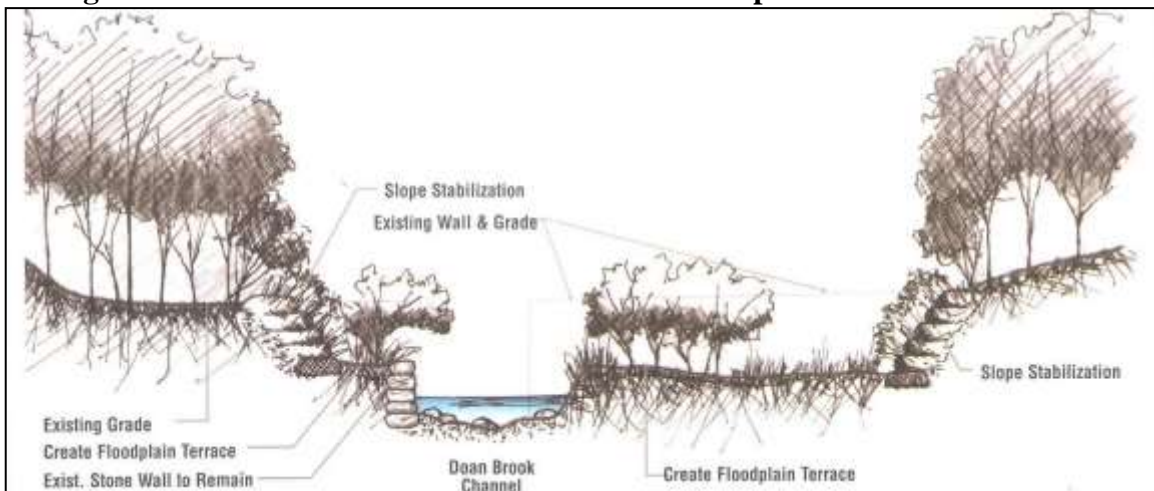 Slope Stabilization
Existing Wall & Grade
Slope Stabilization
Existing Grade
Create Floodplain Terrace
Exist. Stone Wall to Remain
Doan Brook
Channel
Create Floodplain Terrace